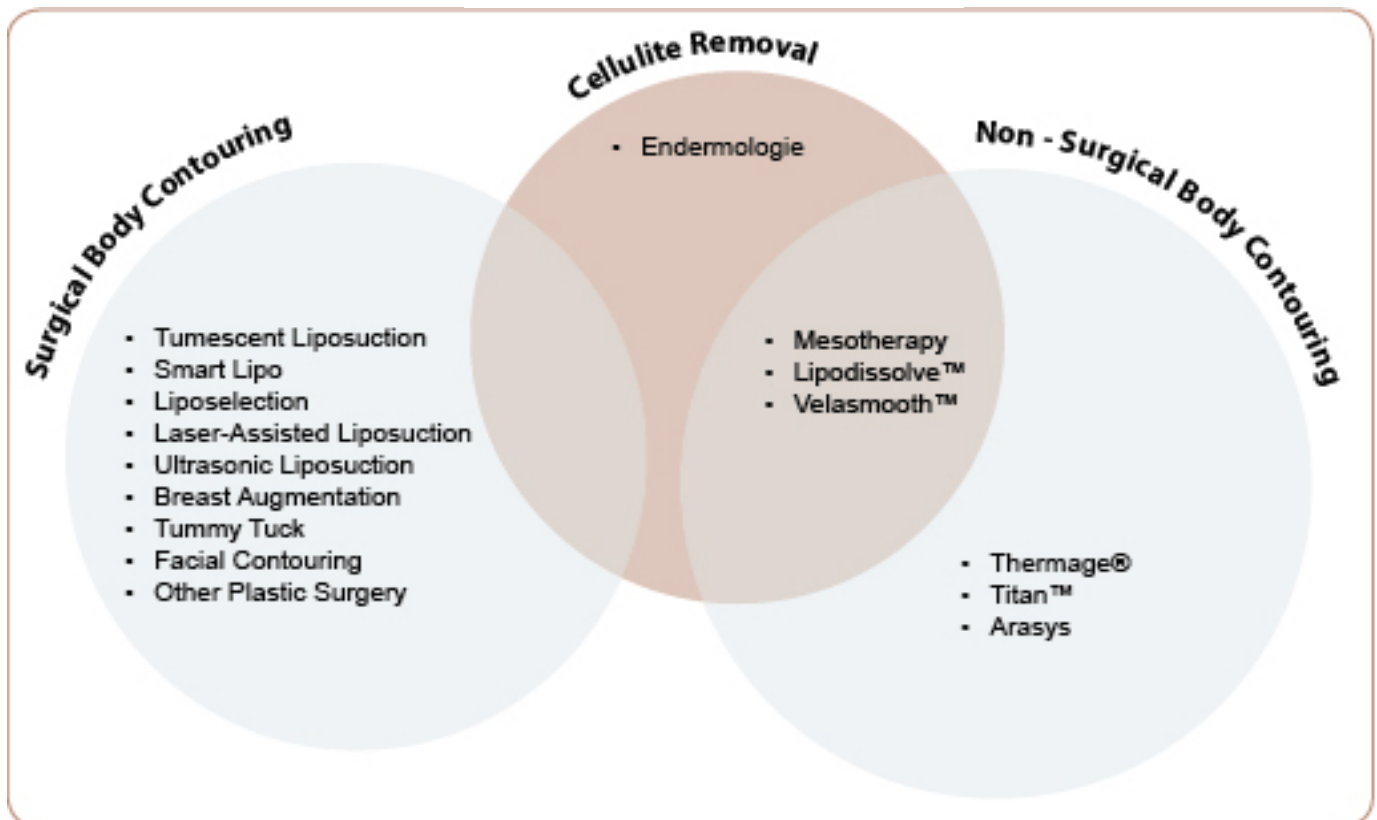 Cellulite Removal
▪ Endermologie
Surgical Body Contouring
▪ Tumescent Liposuction
▪ Smart Lipo
▪ Liposelection
▪ Laser-Assisted Liposuction
▪ Ultrasonic Liposuction
▪ Breast Augmentation
▪ Tummy Tuck
▪ Facial Contouring
▪ Other Plastic Surgery
Non - Surgical Body Contouring
▪ Mesotherapy
▪ Lipodissolve™
▪ Velasmooth™
▪ Thermage®
▪ Titan™
▪ Arasys